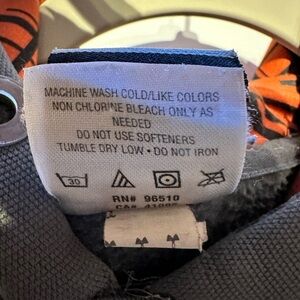 MACHINE WASH COLD/LIKE COLORS
NON CHLORINE BLEACH ONLY AS
NEEDED
DO NOT USE SOFTENERS
TUMBLE DRY LOW • DO NOT IRON
30
RN# 96510
CA#